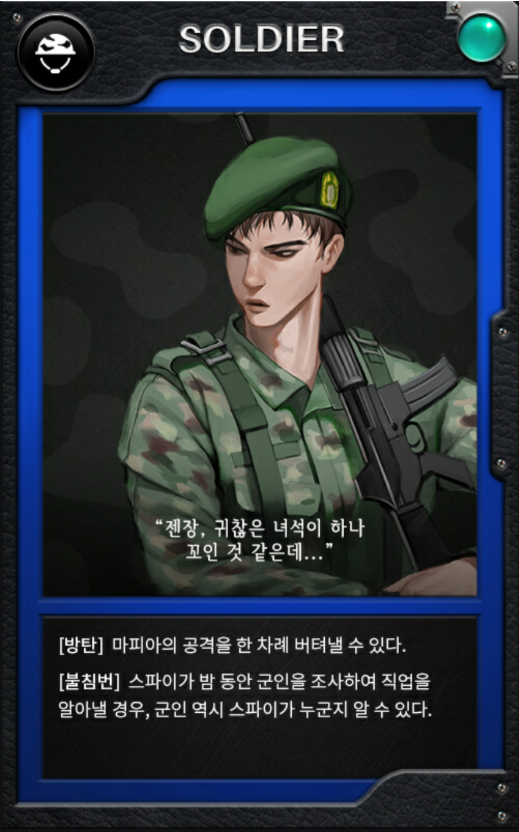 SOLDIER
“젠장, 귀찮은 녀석이 하나
꼬인 것 같은데...”
[방탄] 마피아의 공격을 한 차례 버텨낼 수 있다.
[불침번] 스파이가 밤 동안 군인을 조사하여 직업을
알아낼 경우, 군인 역시 스파이가 누군지 알 수 있다.